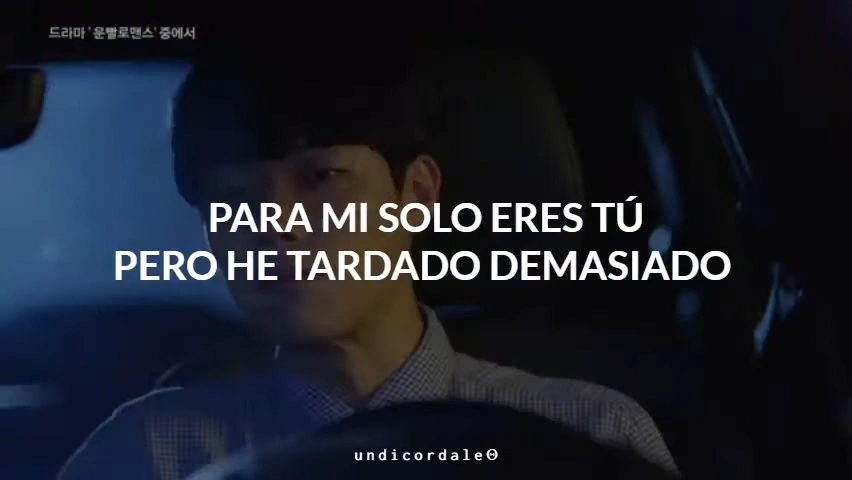 드라마 '운빨로맨스' 중에서
PARA MI SOLO ERES TÚ
PERO HE TARDADO DEMASIADO
undicordaleΘ